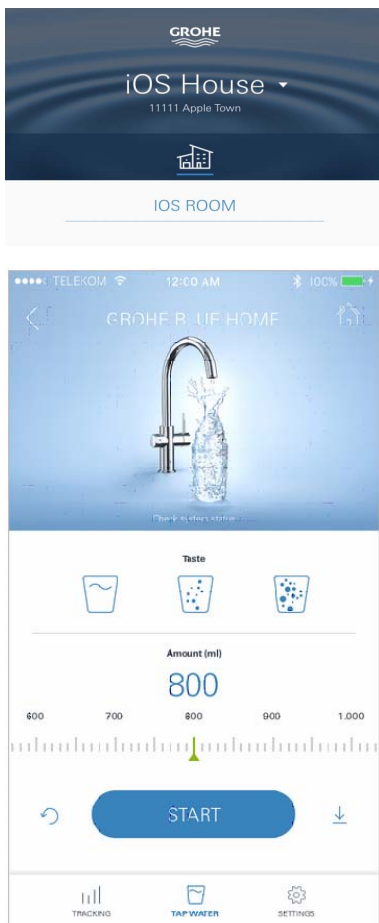 GROHE
iOS House
11111 Apple Town
IOS ROOM
TELEKOM 12:00 AM 100%
GROHE BLUE HOME
Check system status
Taste
Amount (ml)
800
600 700 800 900 1.000
START
TRACKING TAP WATER SETTINGS